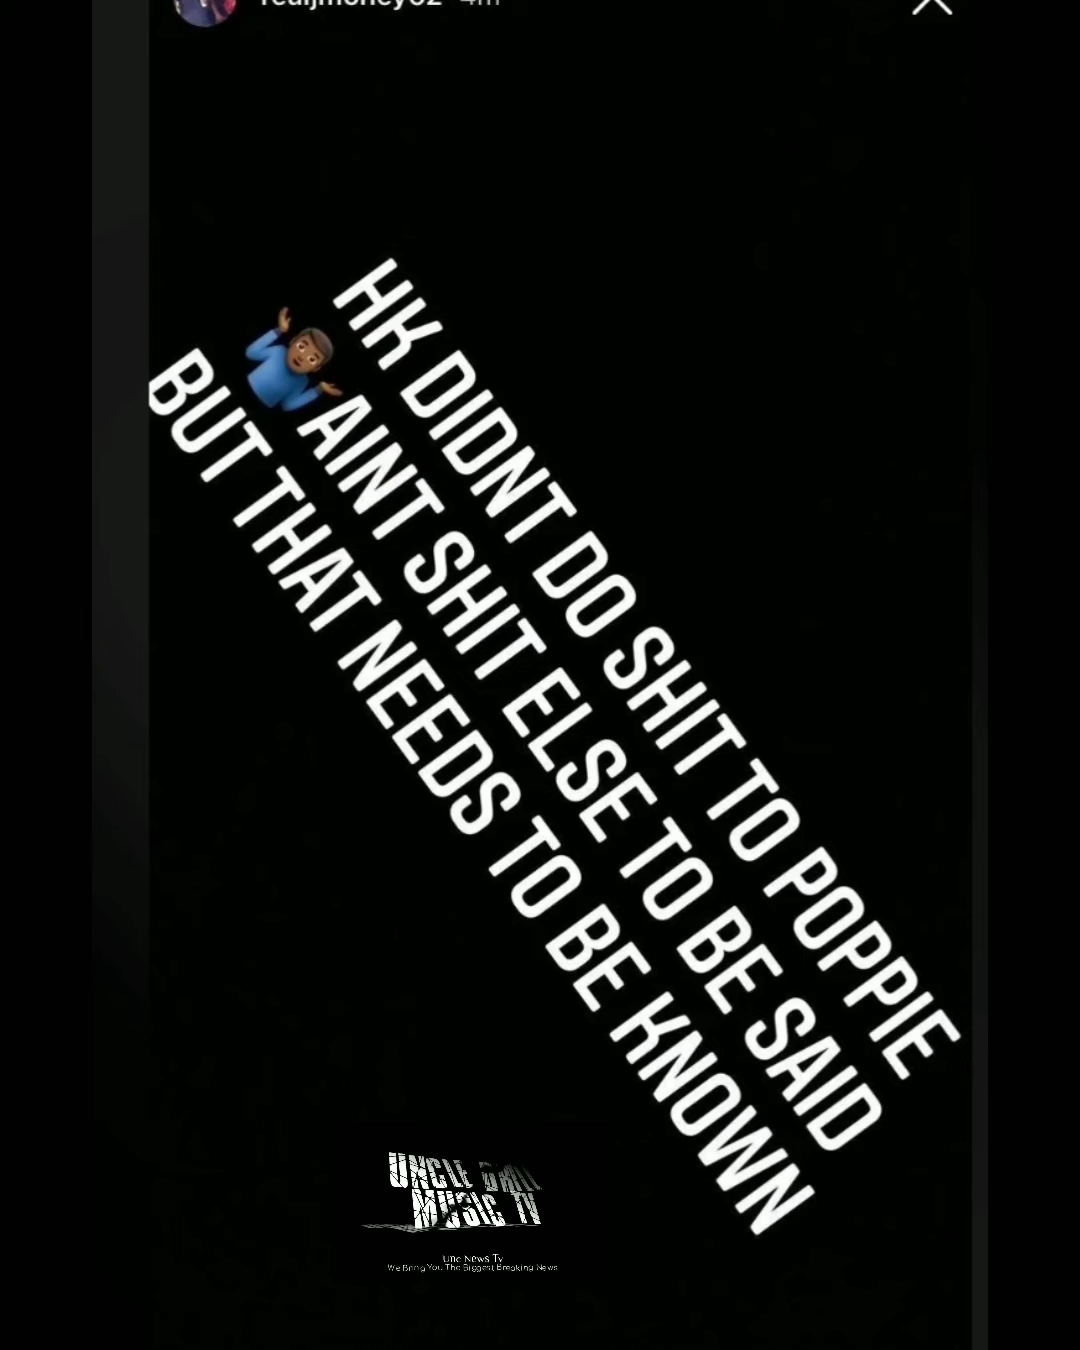 4m
HK DIDNT DO SHIT TO POPPIE
🤷🏾‍♂️ AINT SHIT ELSE TO BE SAID
BUT THAT NEEDS TO BE KNOWN
UNCLE DRILL
MUSIC TV
Unc News Tv
We Bring You The Biggest Breaking News